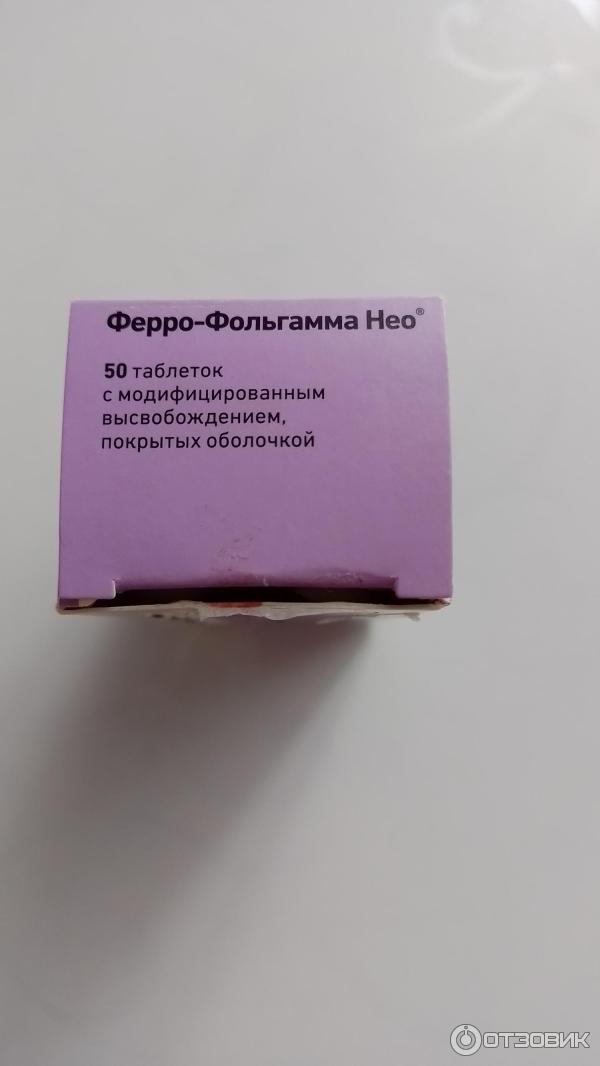 Ферро-Фольгамма Нео®
50 таблеток
с модифицированным
высвобождением,
покрытых оболочкой
ОТЗОВИК